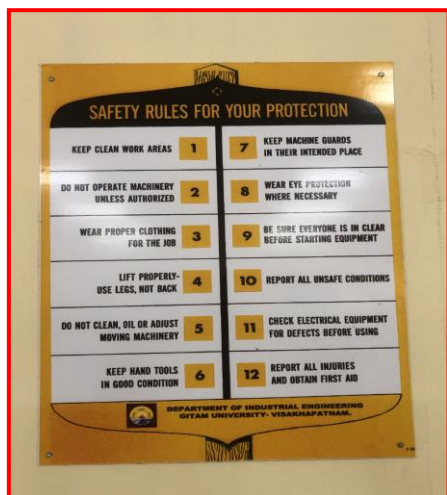 SAFETY RULES FOR YOUR PROTECTION
KEEP CLEAN WORK AREAS 1
DO NOT OPERATE MACHINERY
UNLESS AUTHORIZED 2
WEAR PROPER CLOTHING
FOR THE JOB 3
LIFT PROPERLY-
USE LEGS, NOT BACK 4
DO NOT CLEAN, OIL OR ADJUST
MOVING MACHINERY 5
KEEP HAND TOOLS
IN GOOD CONDITION 6
7 KEEP MACHINE GUARDS
IN THEIR INTENDED PLACE
8 WEAR EYE PROTECTION
WHERE NECESSARY
9 BE SURE EVERYONE IS IN CLEAR
BEFORE STARTING EQUIPMENT
10 REPORT ALL UNSAFE CONDITIONS
11 CHECK ELECTRICAL EQUIPMENT
FOR DEFECTS BEFORE USING
12 REPORT ALL INJURIES
AND OBTAIN FIRST AID
DEPARTMENT OF INDUSTRIAL ENGINEERING
GITAM UNIVERSITY- VISAKHAPATNAM.